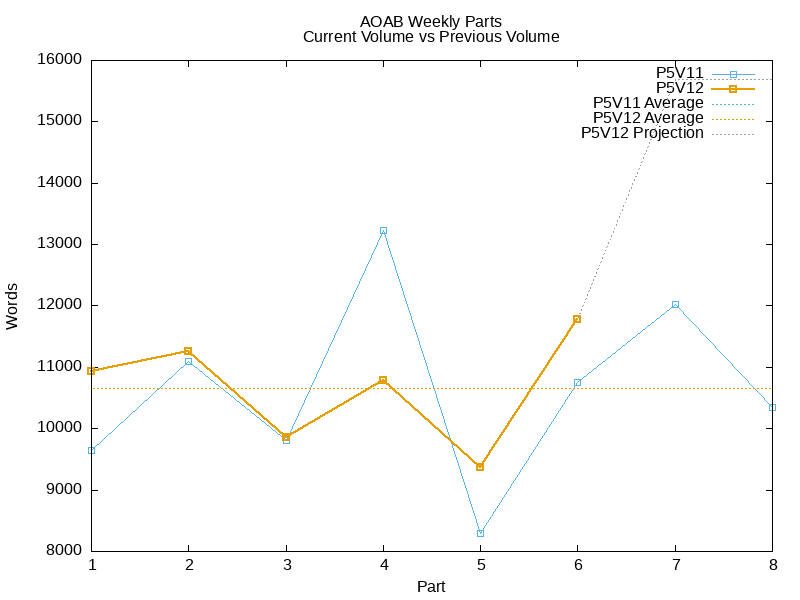 AOAB Weekly Parts
Current Volume vs Previous Volume
16000
15000
14000
13000
12000
11000
10000
9000
8000
Words
P5V11
P5V12
P5V11 Average
P5V12 Average
P5V12 Projection
1 2 3 4 5 6 7 8
Part